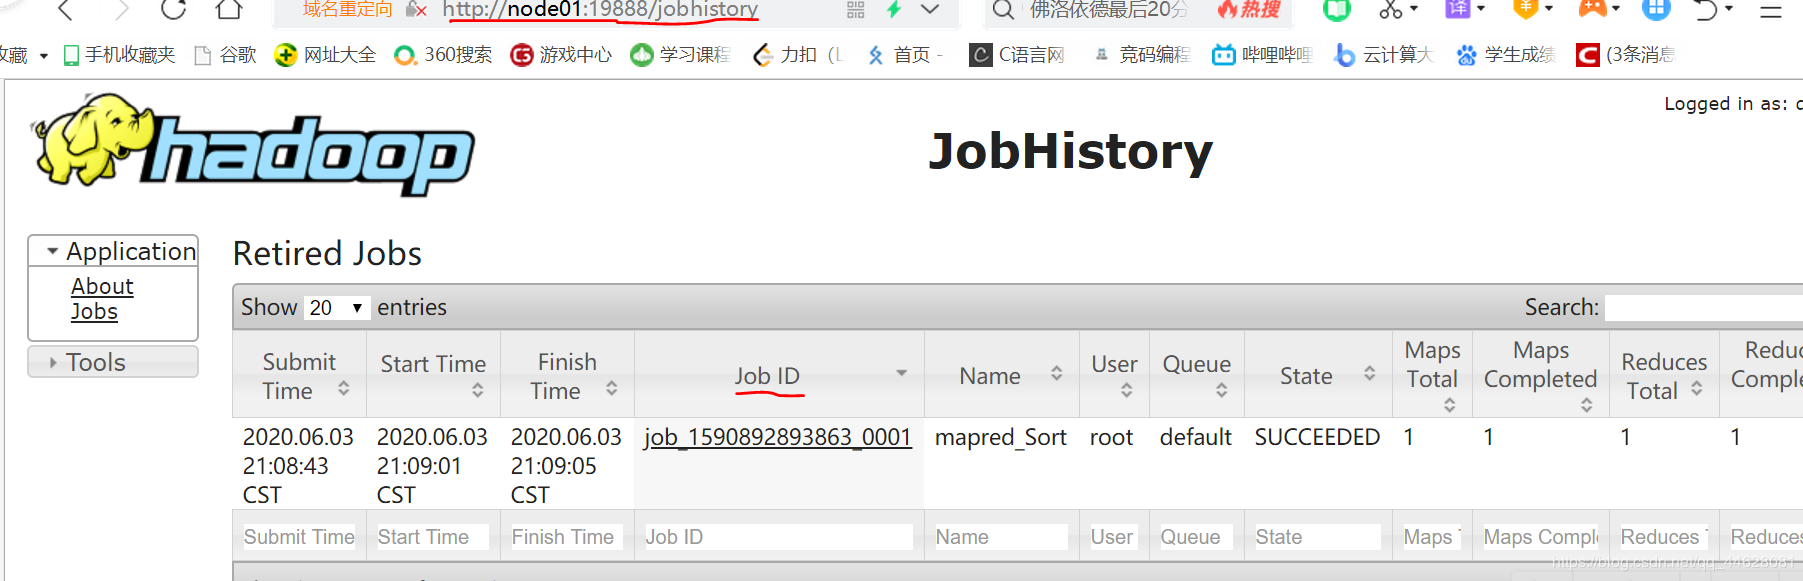 域名重定向 http://node01:19888/jobhistory 佛洛依德最后20分 热搜 译
收藏 手机收藏夹 谷歌 网址大全 360搜索 游戏中心 学习课程 力扣 (L 首页 - C语言网 竞码编程 哔哩哔哩 云计算大 学生成绩 (3条消息
hadoop
JobHistory
Logged in as:
Application
About
Jobs
Tools
Retired Jobs
Show 20 entries
Search:
Submit Time Start Time Finish Time Job ID Name User Queue State Maps Total Maps Completed Reduces Total Reduc Comple
2020.06.03 21:08:43 CST 2020.06.03 21:09:01 CST 2020.06.03 21:09:05 CST job_1590892893863_0001 mapred_Sort root default SUCCEEDED 1 1 1 1
Submit Time Start Time Finish Time Job ID Name User Queue State Maps Maps Compl Reduces Reduces
https://blog.csdn.net/qq_44628081